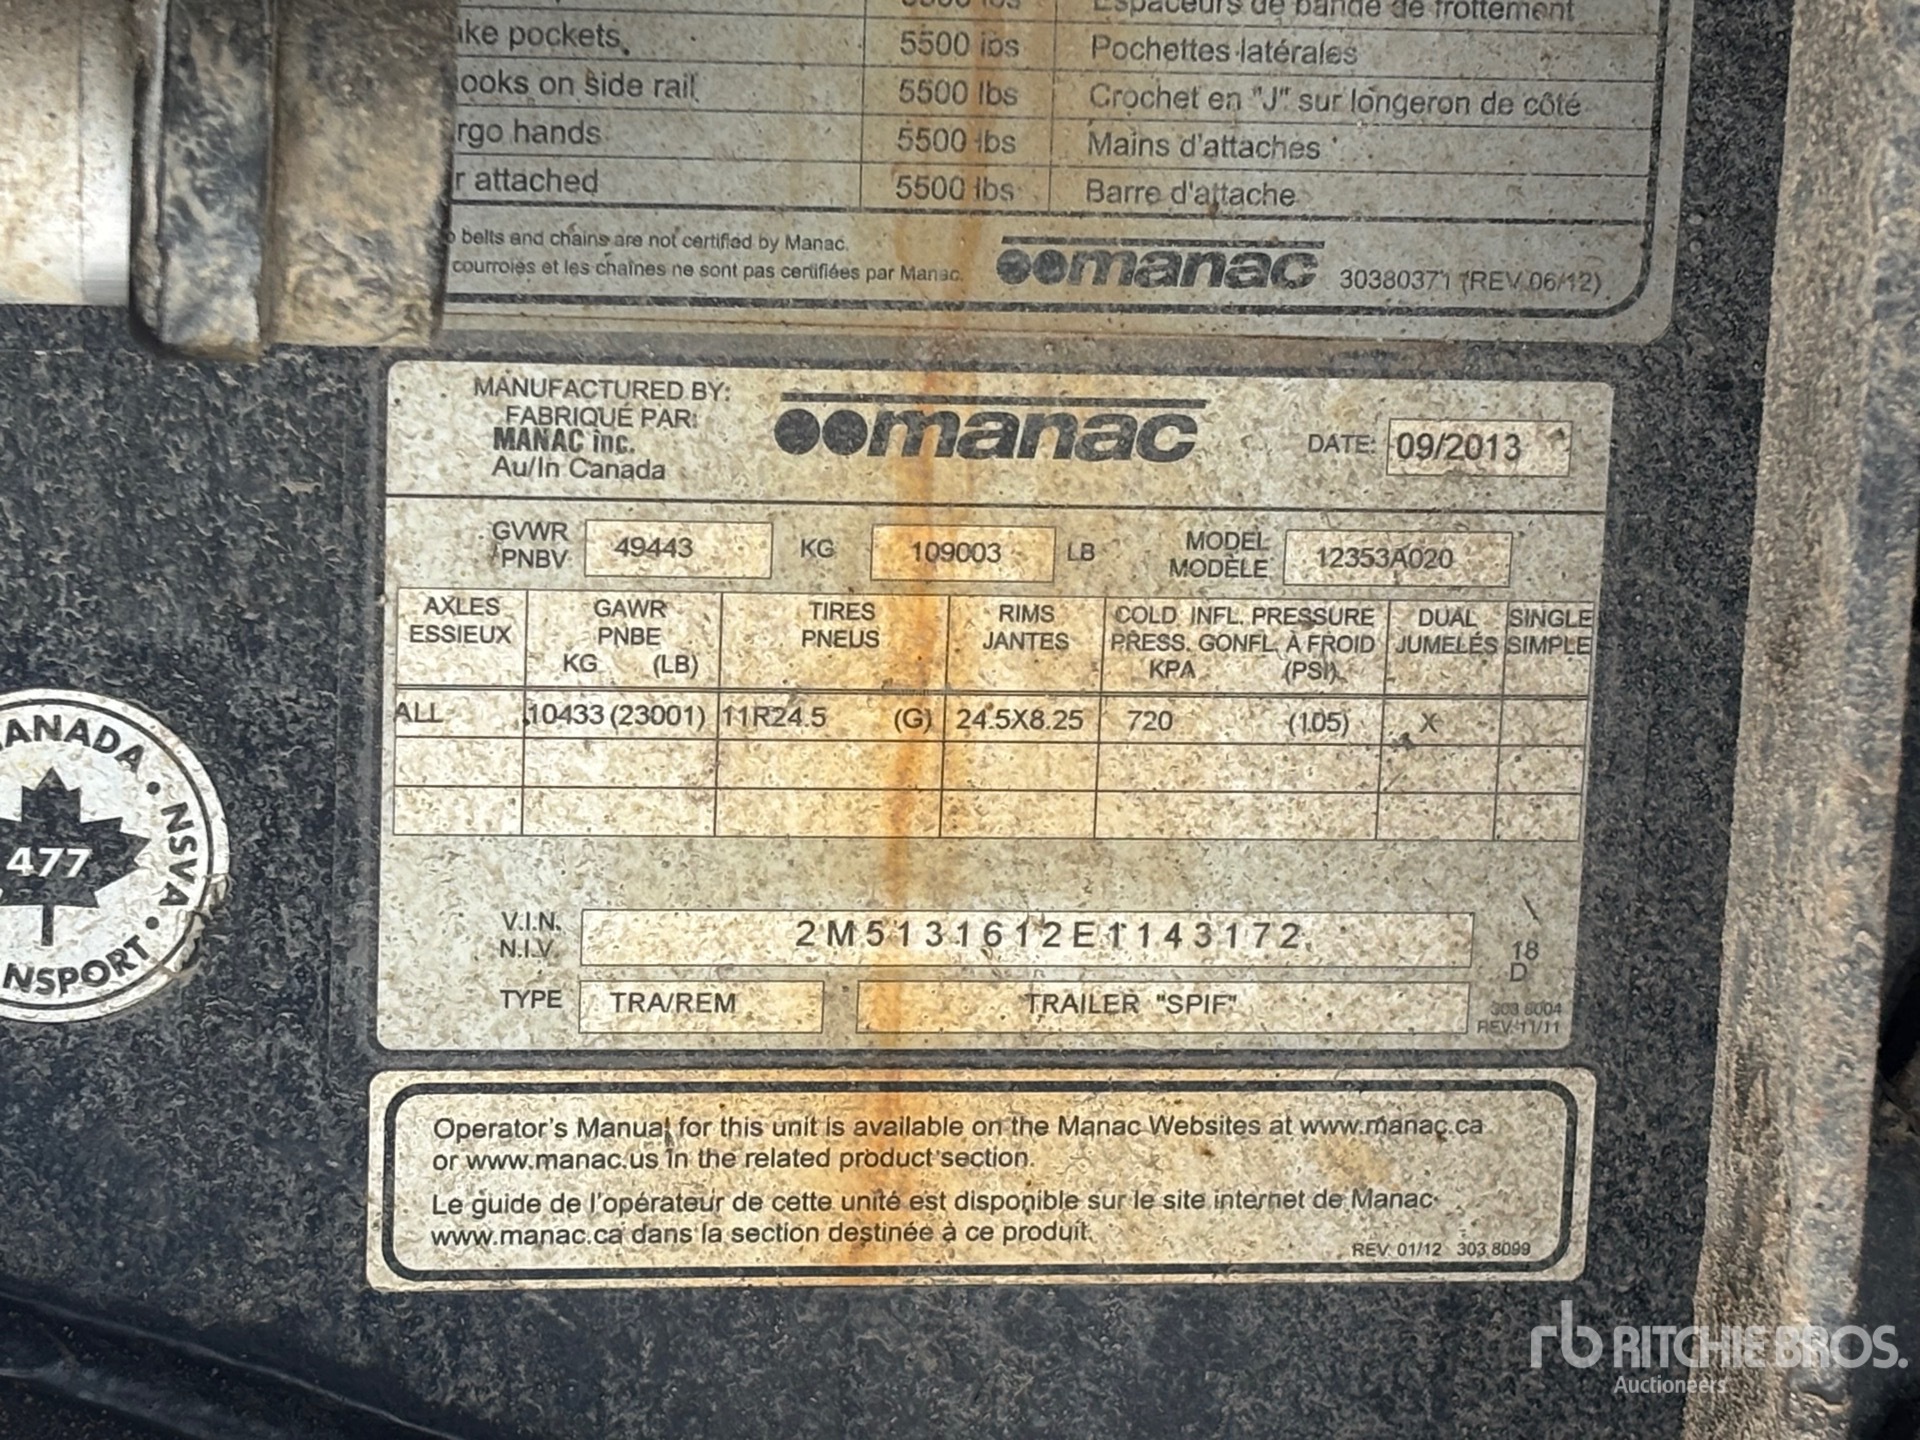 5500 lbs Espaceurs de bande de frottement
ke pockets 5500 lbs Pochettes latérales
ooks on side rail 5500 lbs Crochet en "J" sur longeron de côté
rgo hands 5500 lbs Mains d'attaches
r attached 5500 lbs Barre d'attache
belts and chains are not certified by Manac.
courroies et les chaînes ne sont pas certifiées par Manac.
manac 30380371 (REV 06/12)
MANUFACTURED BY:
FABRIQUÉ PAR:
MANAC inc.
Au/In Canada
manac
DATE: 09/2013
GVWR
PNBV 49443 KG 109003 LB
MODEL
MODÈLE 12353A020
AXLES
ESSIEUX
GAWR
PNBE
KG (LB)
TIRES
PNEUS
RIMS
JANTES
COLD INFL. PRESSURE
PRESS. GONFL. À FROID
KPA (PSI)
DUAL
JUMELÉS
SINGLE
SIMPLE
ALL 10433 (23001) 11R24.5 (G) 24.5X8.25 720 (105) X
V.I.N.
N.I.V. 2M5131612E1143172
18
D
TYPE TRA/REM TRAILER "SPIF"
303 8004
REV. 11/11
ANADA • NSVA • NSPORT
477
Operator's Manual for this unit is available on the Manac Websites at www.manac.ca
or www.manac.us in the related product section.
Le guide de l'opérateur de cette unité est disponible sur le site internet de Manac
www.manac.ca dans la section destinée à ce produit.
REV. 01/12 303 8099
rb RITCHIE BROS.
Auctioneers